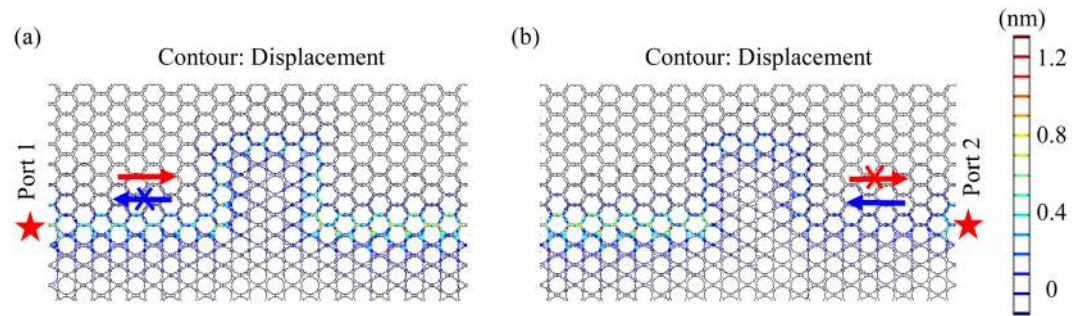 (a)
Contour: Displacement
Port 1
(b)
Contour: Displacement
Port 2
(nm)
1.2
0.8
0.4
0